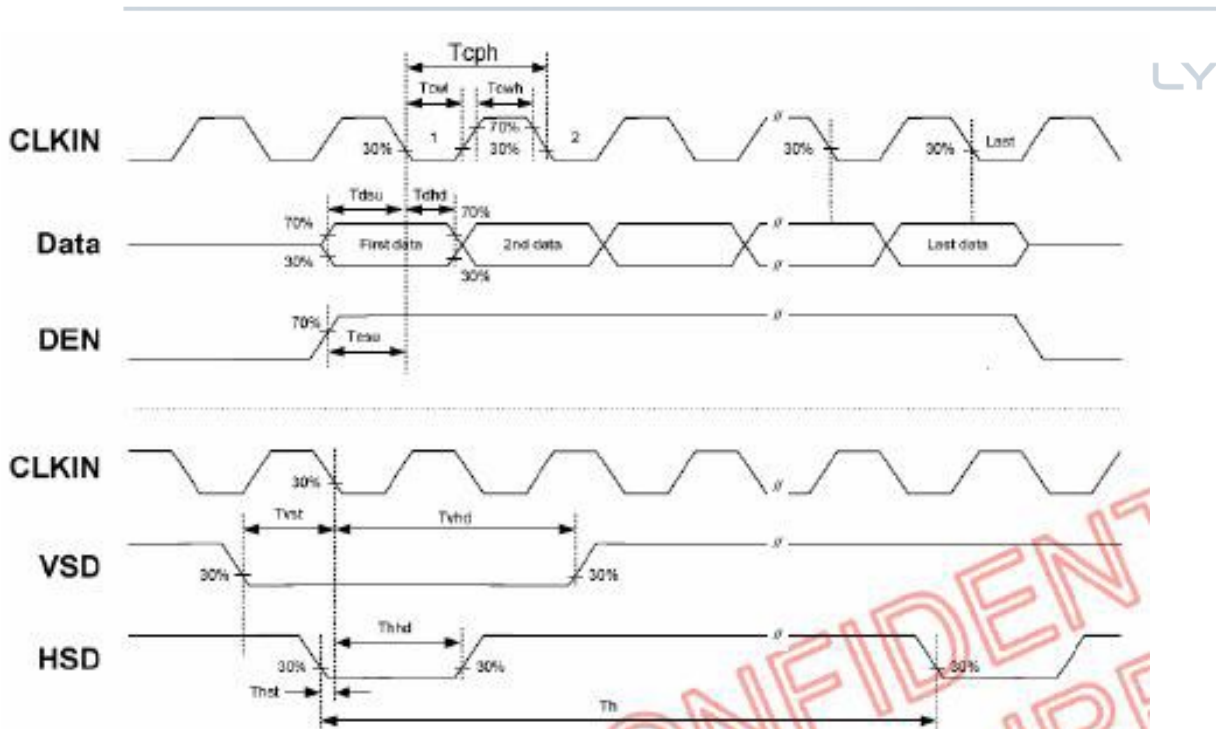 Tcph
LY
Tcwl Tcwh
CLKIN 30% 1 70% 30% 2 30% 30% Last
Tdsu Tdhd
70% 70%
Data First data 2nd data Last data
30% 30%
70%
DEN Tesu
CLKIN 30%
Tvst Tvhd
VSD 30% 30%
Thhd
HSD 30% 30% 30%
Thst
Th
CONFIDENT